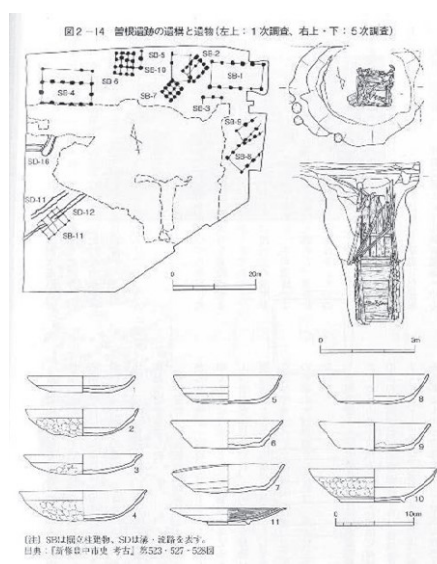 図2-14 曽根遺跡の遺構と遺物(左上:1次調査、右上・下:5次調査)
SB-5
SB-2
SB-10
SB-1
SD-6
SB-4
SB-7
SB-3
SB-9
SB-8
SD-16
SD-11
SD-12
SB-11
0 20m
0 3m
1
2
3
4
5
6
7
11
8
9
10
0 10cm
[注] SBは掘立柱建物、SDは溝・流路を表す。
出典:『新修豊中市史 考古』第523・527・528図